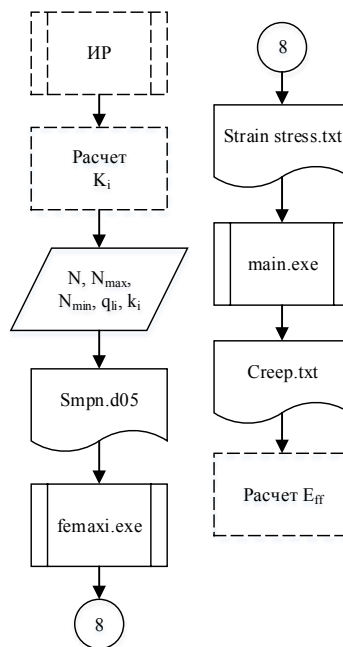 ИР
Расчет
Kᵢ
N, Nmax,
Nmin, qli, ki
Smpn.d05
femaxi.exe
8
8
Strain stress.txt
main.exe
Creep.txt
Расчет Eff